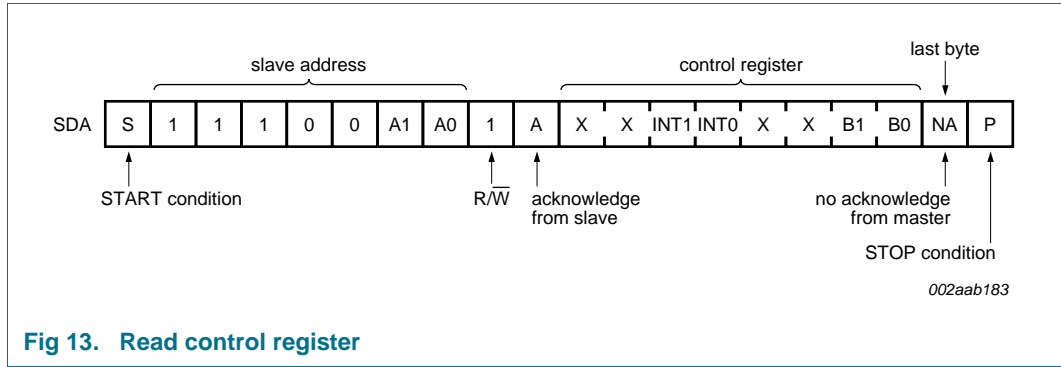 last byte
slave address control register
SDA S 1 1 1 0 0 A1 A0 1 A X X INT1 INT0 X X B1 B0 NA P
START condition R/W̅ acknowledge from slave no acknowledge from master
STOP condition
002aab183
Fig 13. Read control register